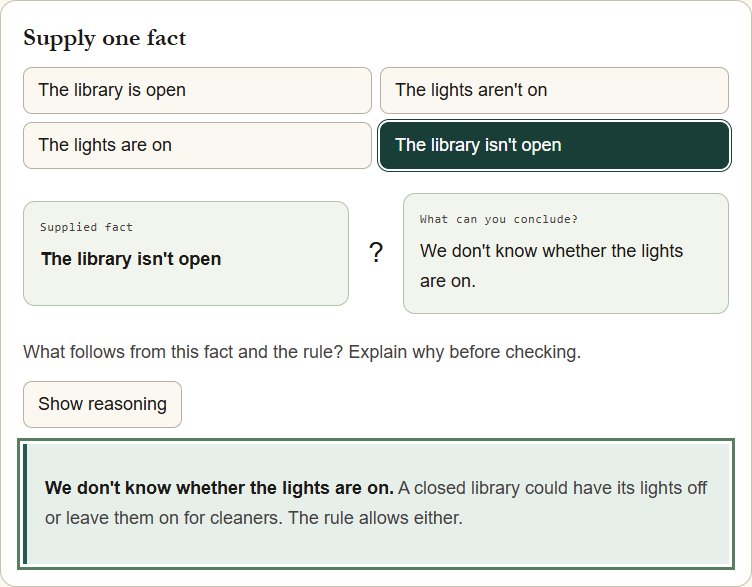 Supply one fact
The library is open
The lights aren't on
The lights are on
The library isn't open
Supplied fact
The library isn't open
?
What can you conclude?
We don't know whether the lights
are on.
What follows from this fact and the rule? Explain why before checking.
Show reasoning
We don't know whether the lights are on. A closed library could have its lights off
or leave them on for cleaners. The rule allows either.